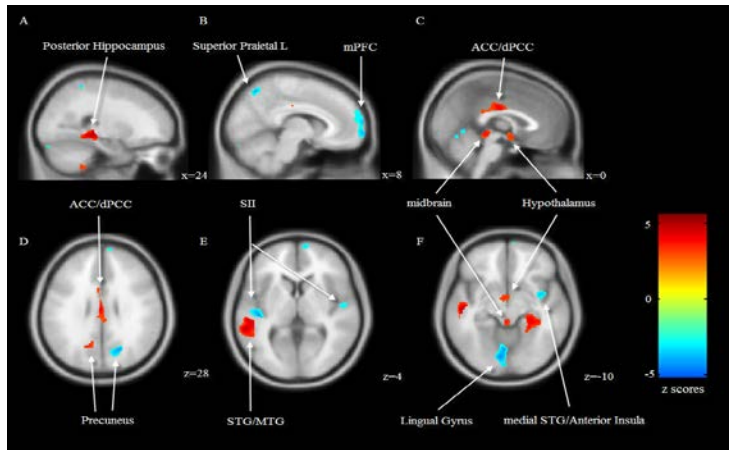 A
B
C
Posterior Hippocampus
Superior Praietal L
mPFC
ACC/dPCC
x=24
x=8
x=0
ACC/dPCC
SII
midbrain
Hypothalamus
D
E
F
5
0
-5
z=28
z=-4
z=-10
z scores
Precuneus
STG/MTG
Lingual Gyrus
medial STG/Anterior Insula